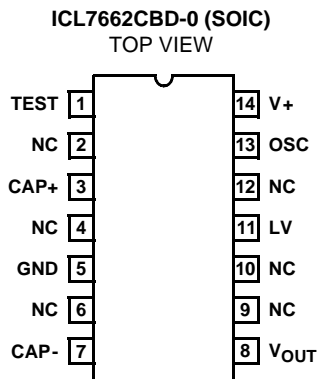 ICL7662CBD-0 (SOIC)
TOP VIEW
TEST 1 14 V+
NC 2 13 OSC
CAP+ 3 12 NC
NC 4 11 LV
GND 5 10 NC
NC 6 9 NC
CAP- 7 8 VOUT